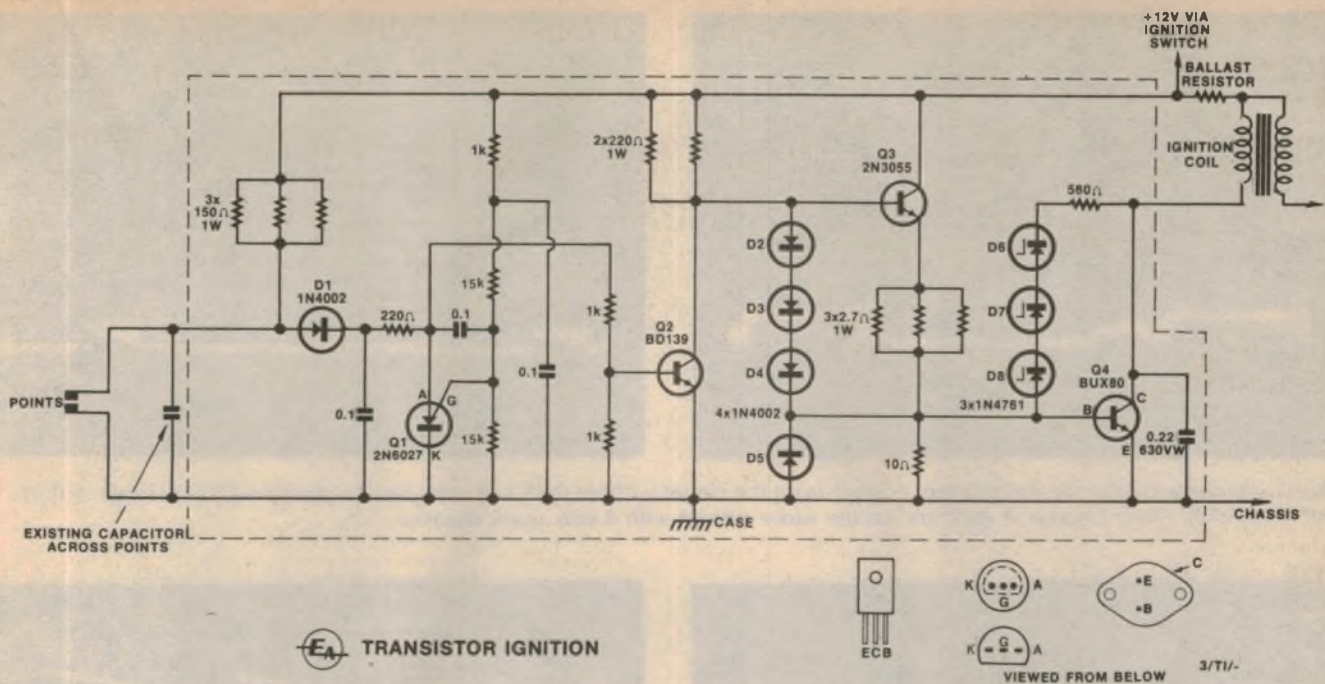 +12V VIA
IGNITION
SWITCH
BALLAST
RESISTOR
IGNITION
COIL
3x
150Ω
1W
1k
2x220Ω
1W
Q3
2N3055
560Ω
D1
1N4002
220Ω
0.1
15k
1k
Q2
BD139
D2
D3
D4
3x2.7Ω
1W
D6
D7
D8
POINTS
0.1
A
G
Q1
2N6027
K
15k
0.1
1k
4x1N4002
D5
10Ω
3x1N4761
Q4
BUX80
B
C
E
0.22
630VW
CASE
CHASSIS
EXISTING CAPACITOR
ACROSS POINTS
EA TRANSISTOR IGNITION
ECB
K
A
G
K
G
A
E
B
C
VIEWED FROM BELOW
3/TI/-